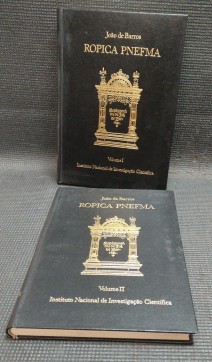 João de Barros
ROPICA PNEFMA
Volume I
Instituto Nacional de Investigação Científica
João de Barros
ROPICA PNEFMA
Volume II
Instituto Nacional de Investigação Científica